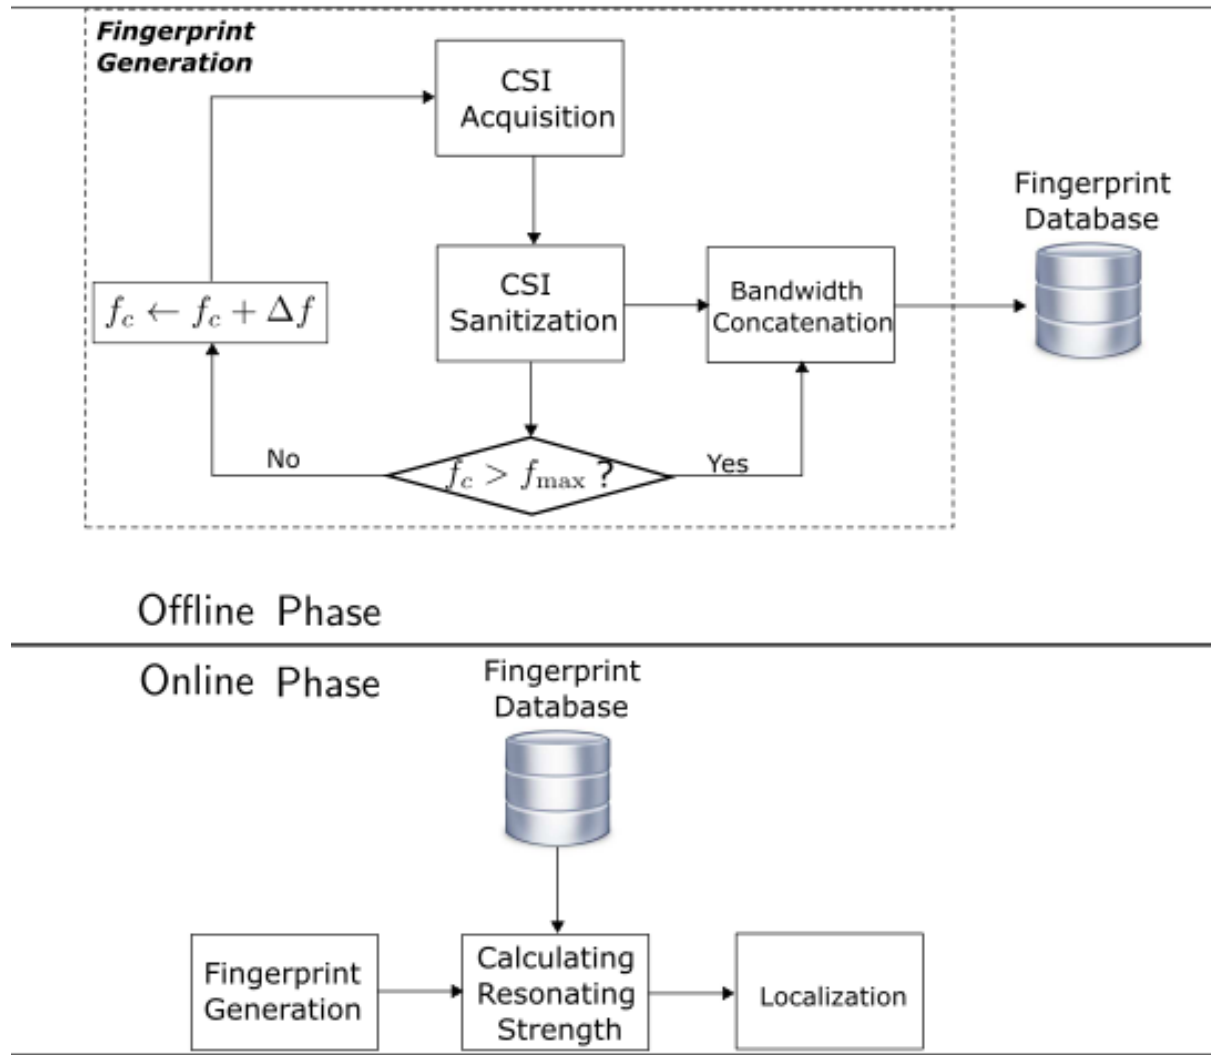 Fingerprint
Generation
CSI
Acquisition
Fingerprint
Database
CSI
Sanitization
Bandwidth
Concatenation
f_c ← f_c + Δf
No
f_c > f_max ?
Yes
Offline Phase
Online Phase
Fingerprint
Database
Fingerprint
Generation
Calculating
Resonating
Strength
Localization